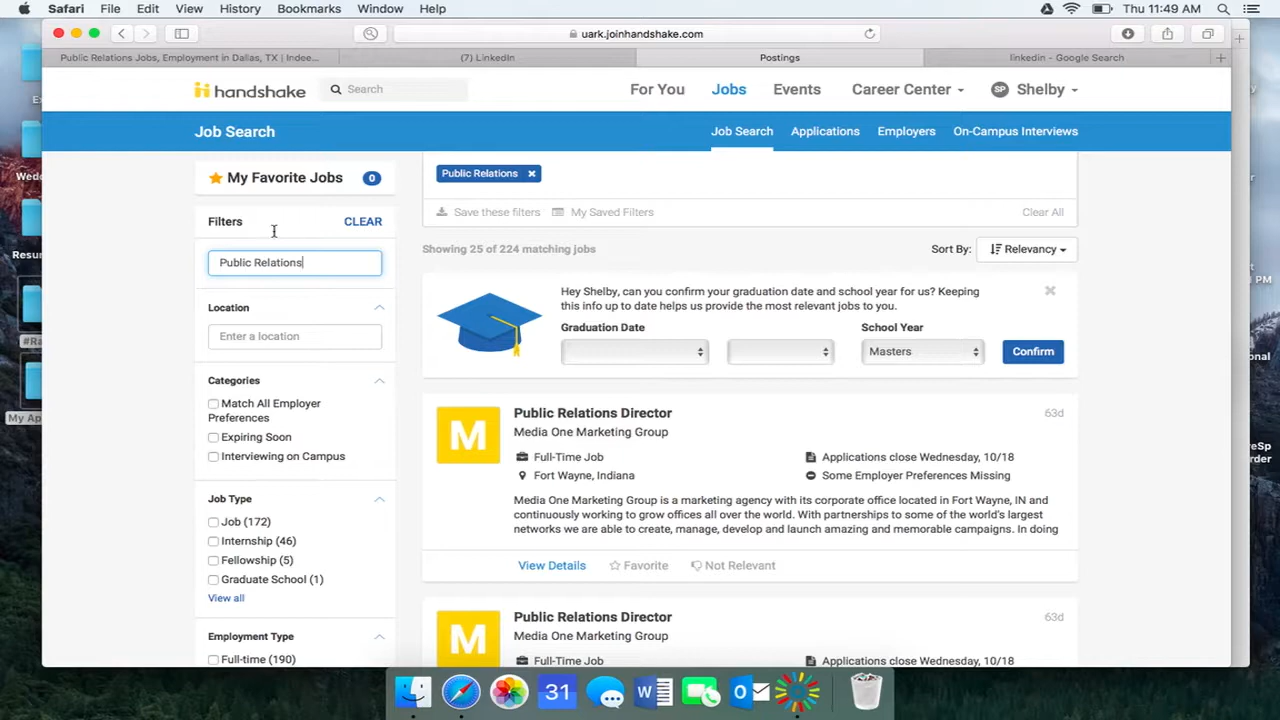 Safari File Edit View History Bookmarks Window Help Thu 11:49 AM
uark.joinhandshake.com
Public Relations Jobs, Employment in Dallas, TX | Indee... (7) LinkedIn Postings linkedin - Google Search
handshake Search For You Jobs Events Career Center SP Shelby
Job Search Job Search Applications Employers On-Campus Interviews
My Favorite Jobs 0
Filters CLEAR
Public Relations
Location
Enter a location
Categories
Match All Employer
Preferences
Expiring Soon
Interviewing on Campus
Job Type
Job (172)
Internship (46)
Fellowship (5)
Graduate School (1)
View all
Employment Type
Full-time (190)
Public Relations ×
Save these filters My Saved Filters Clear All
Showing 25 of 224 matching jobs Sort By: Relevancy
Hey Shelby, can you confirm your graduation date and school year for us? Keeping
this info up to date helps us provide the most relevant jobs to you.
Graduation Date School Year
Masters Confirm
M
Public Relations Director 63d
Media One Marketing Group
Full-Time Job Applications close Wednesday, 10/18
Fort Wayne, Indiana Some Employer Preferences Missing
Media One Marketing Group is a marketing agency with its corporate office located in Fort Wayne, IN and
continuously working to grow offices all over the world. With partnerships to some of the world's largest
networks we are able to create, manage, develop and launch amazing and memorable campaigns. In doing
View Details Favorite Not Relevant
M
Public Relations Director 63d
Media One Marketing Group
Full-Time Job Applications close Wednesday, 10/18
31